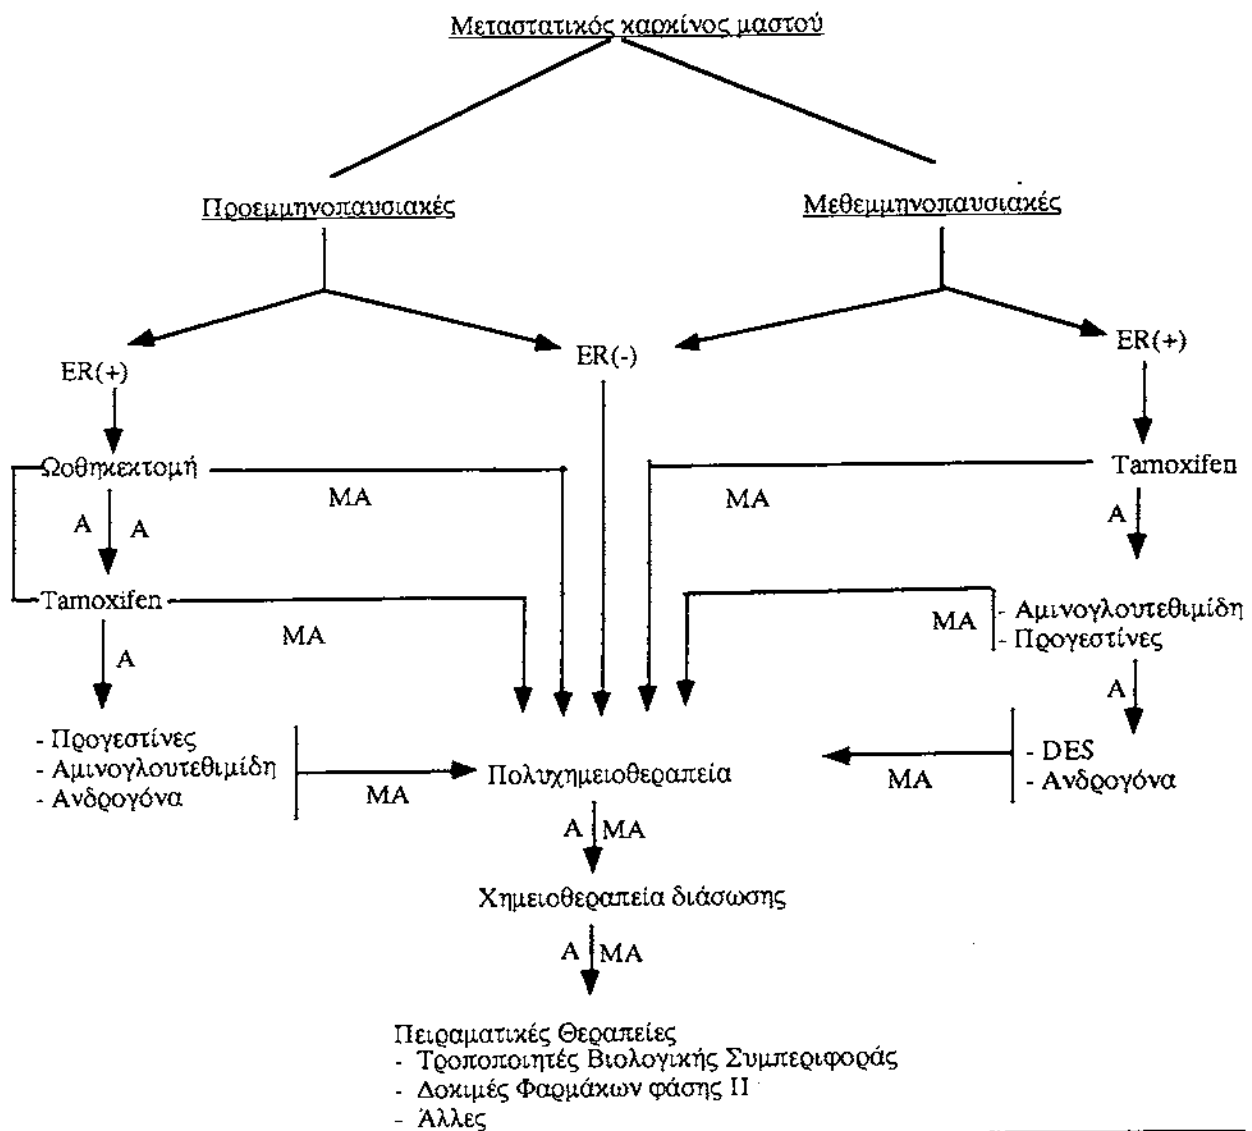 Μεταστατικός καρκίνος μαστού
Προεμμηνοπαυσιακές
Μεθεμμηνοπαυσιακές
ER(+)
ER(-)
ER(+)
Ωοθηκεκτομή
MA
MA
Tamoxifen
A
A
A
Tamoxifen
MA
MA
- Αμινογλουτεθιμίδη
- Προγεστίνες
A
A
- Προγεστίνες
- Αμινογλουτεθιμίδη
- Ανδρογόνα
MA
Πολυχημειοθεραπεία
MA
- DES
- Ανδρογόνα
A
MA
Χημειοθεραπεία διάσωσης
A
MA
Πειραματικές Θεραπείες
- Τροποποιητές Βιολογικής Συμπεριφοράς
- Δοκιμές Φαρμάκων φάσης II
- Άλλες